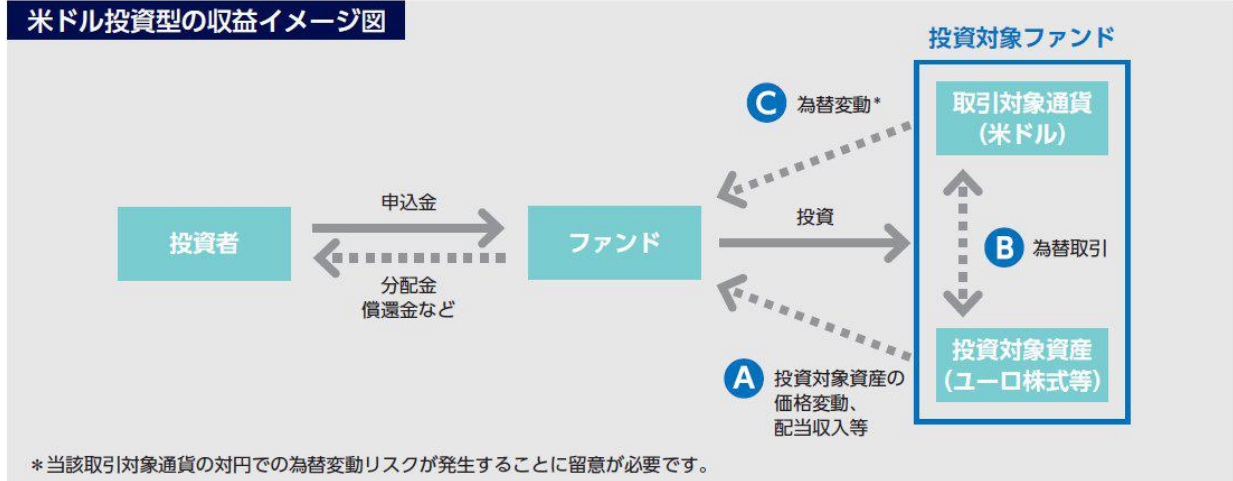 米ドル投資型の収益イメージ図
投資対象ファンド
C 為替変動*
取引対象通貨
(米ドル)
申込金
投資者
ファンド
投資
B 為替取引
分配金
償還金など
A 投資対象資産の
価格変動、
配当収入等
投資対象資産
(ユーロ株式等)
*当該取引対象通貨の対円での為替変動リスクが発生することに留意が必要です。